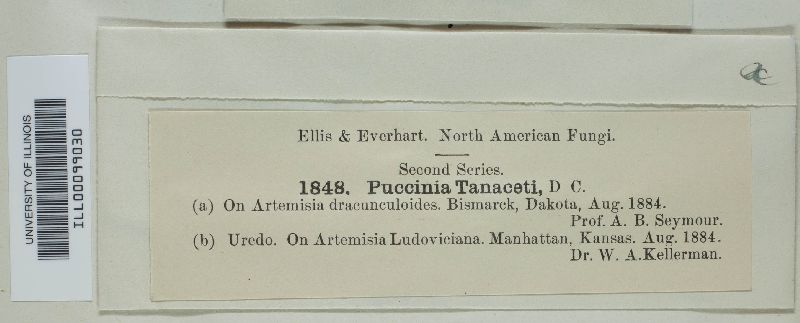 UNIVERSITY OF ILLINOIS
ILL00099030
Ellis & Everhart. North American Fungi.
Second Series.
1848. Puccinia Tanaceti, D C.
(a) On Artemisia dracunculoides. Bismarck, Dakota, Aug. 1884.
Prof. A. B. Seymour.
(b) Uredo. On Artemisia Ludoviciana. Manhattan, Kansas. Aug. 1884.
Dr. W. A.Kellerman.